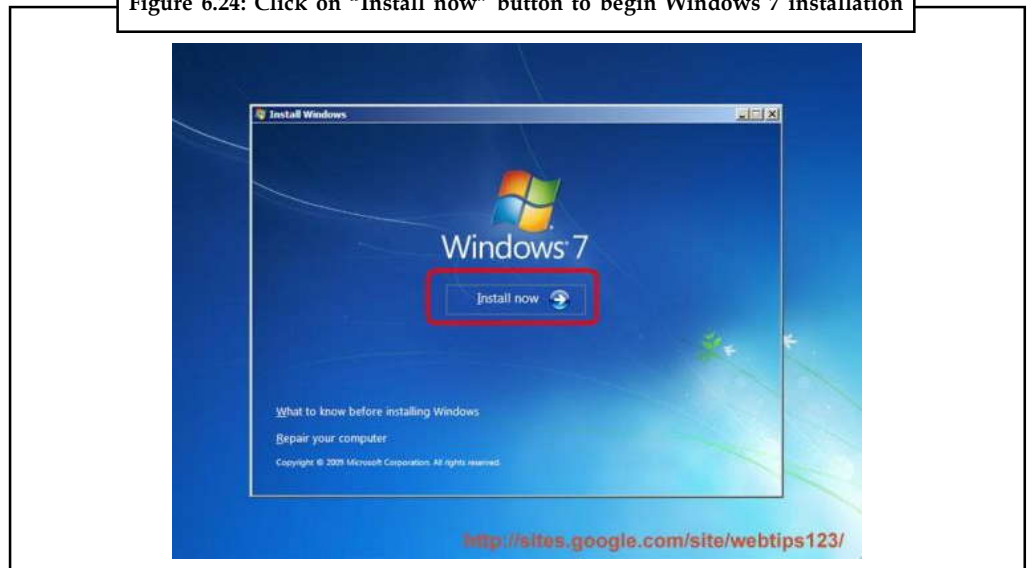 Figure 6.24: Click on "Install now" button to begin Windows 7 installation
Install Windows
Windows 7
Install now
What to know before installing Windows
Repair your computer
Copyright © 2009 Microsoft Corporation. All rights reserved.
http://sites.google.com/site/webtips123/